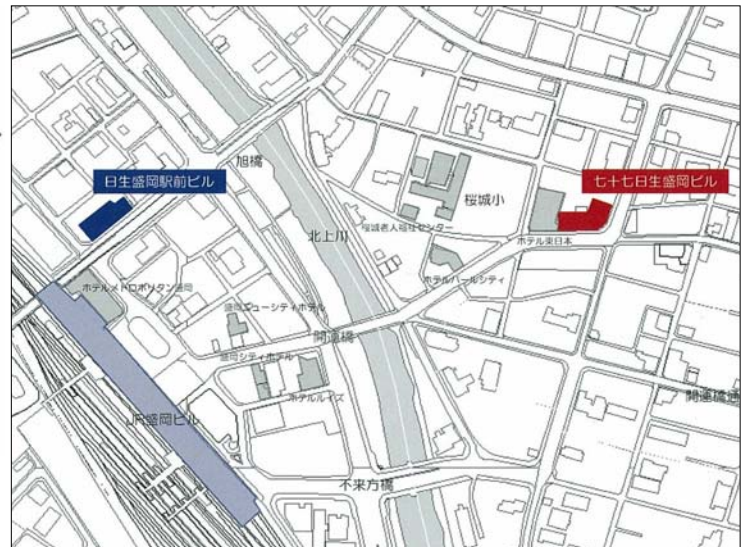 旭橋
日生盛岡駅前ビル
七十七日生盛岡ビル
桜城小
北上川
桜城老人福祉センター
ホテル東日本
ホテルパールシティ
ホテルメトロポリタン盛岡
盛岡ニューシティホテル
開運橋
盛岡シティホテル
ホテルルイズ
開運橋通
JR盛岡ビル
不来方橋